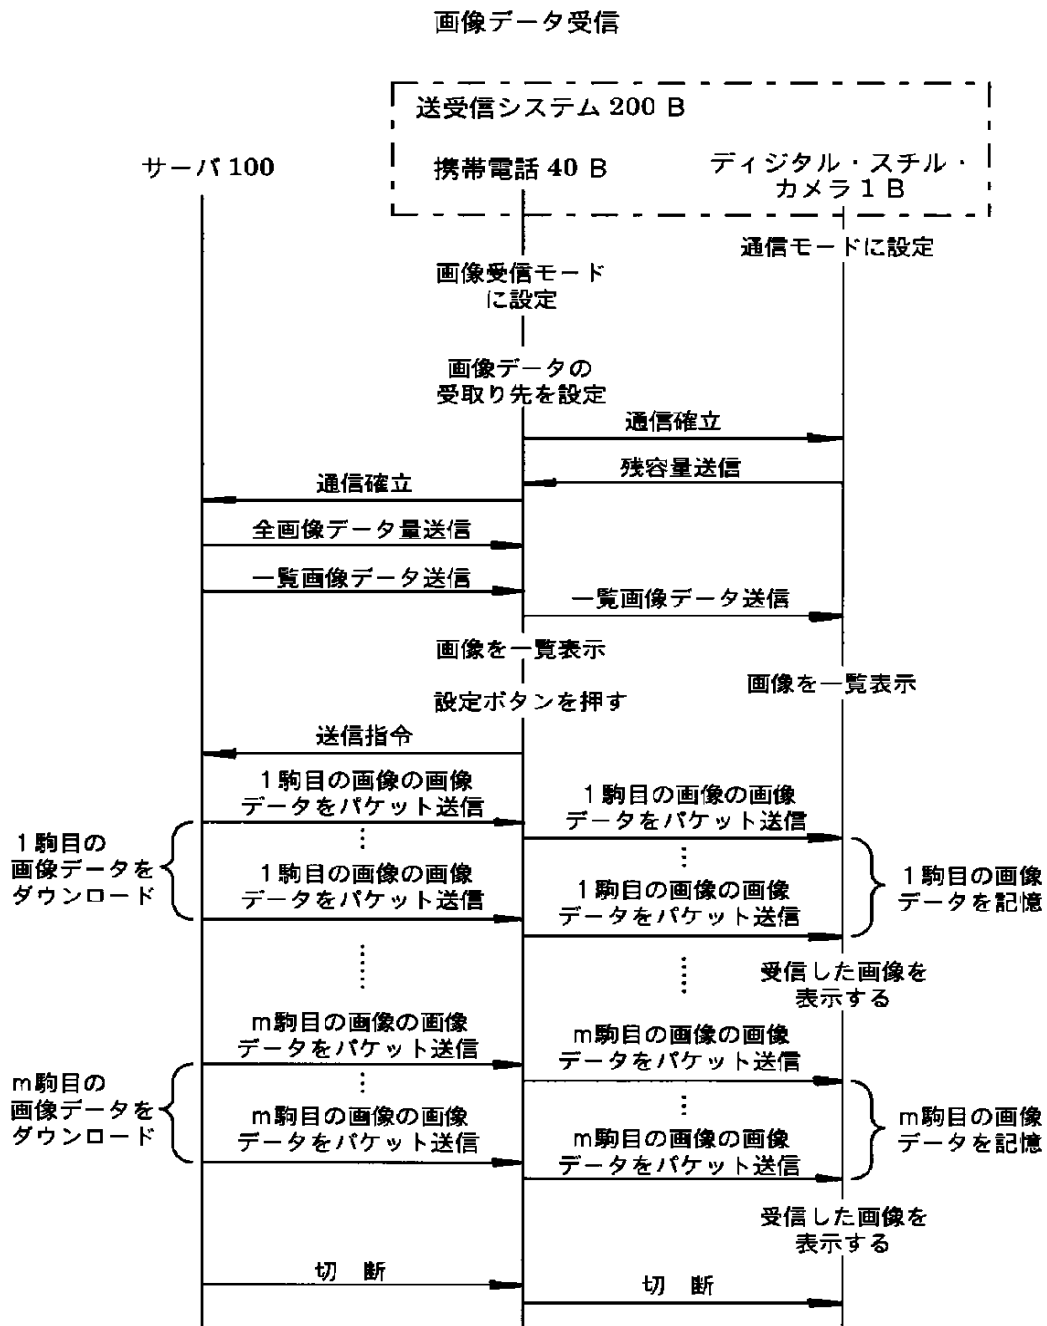 画像データ受信
送受信システム 200 B
サーバ 100
携帯電話 40 B
ディジタル・スチル・
カメラ 1 B
通信モードに設定
画像受信モード
に設定
画像データの
受取り先を設定
通信確立
残容量送信
通信確立
全画像データ量送信
一覧画像データ送信
一覧画像データ送信
画像を一覧表示
画像を一覧表示
設定ボタンを押す
送信指令
1駒目の画像の画像
データをパケット送信
1駒目の画像の画像
データをパケット送信
1駒目の
画像データを
ダウンロード
1駒目の画像の画像
データをパケット送信
1駒目の画像の画像
データをパケット送信
1駒目の画像
データを記憶
受信した画像を
表示する
m駒目の画像の画像
データをパケット送信
m駒目の画像の画像
データをパケット送信
m駒目の
画像データを
ダウンロード
m駒目の画像の画像
データをパケット送信
m駒目の画像の画像
データをパケット送信
m駒目の画像
データを記憶
受信した画像を
表示する
切 断
切 断